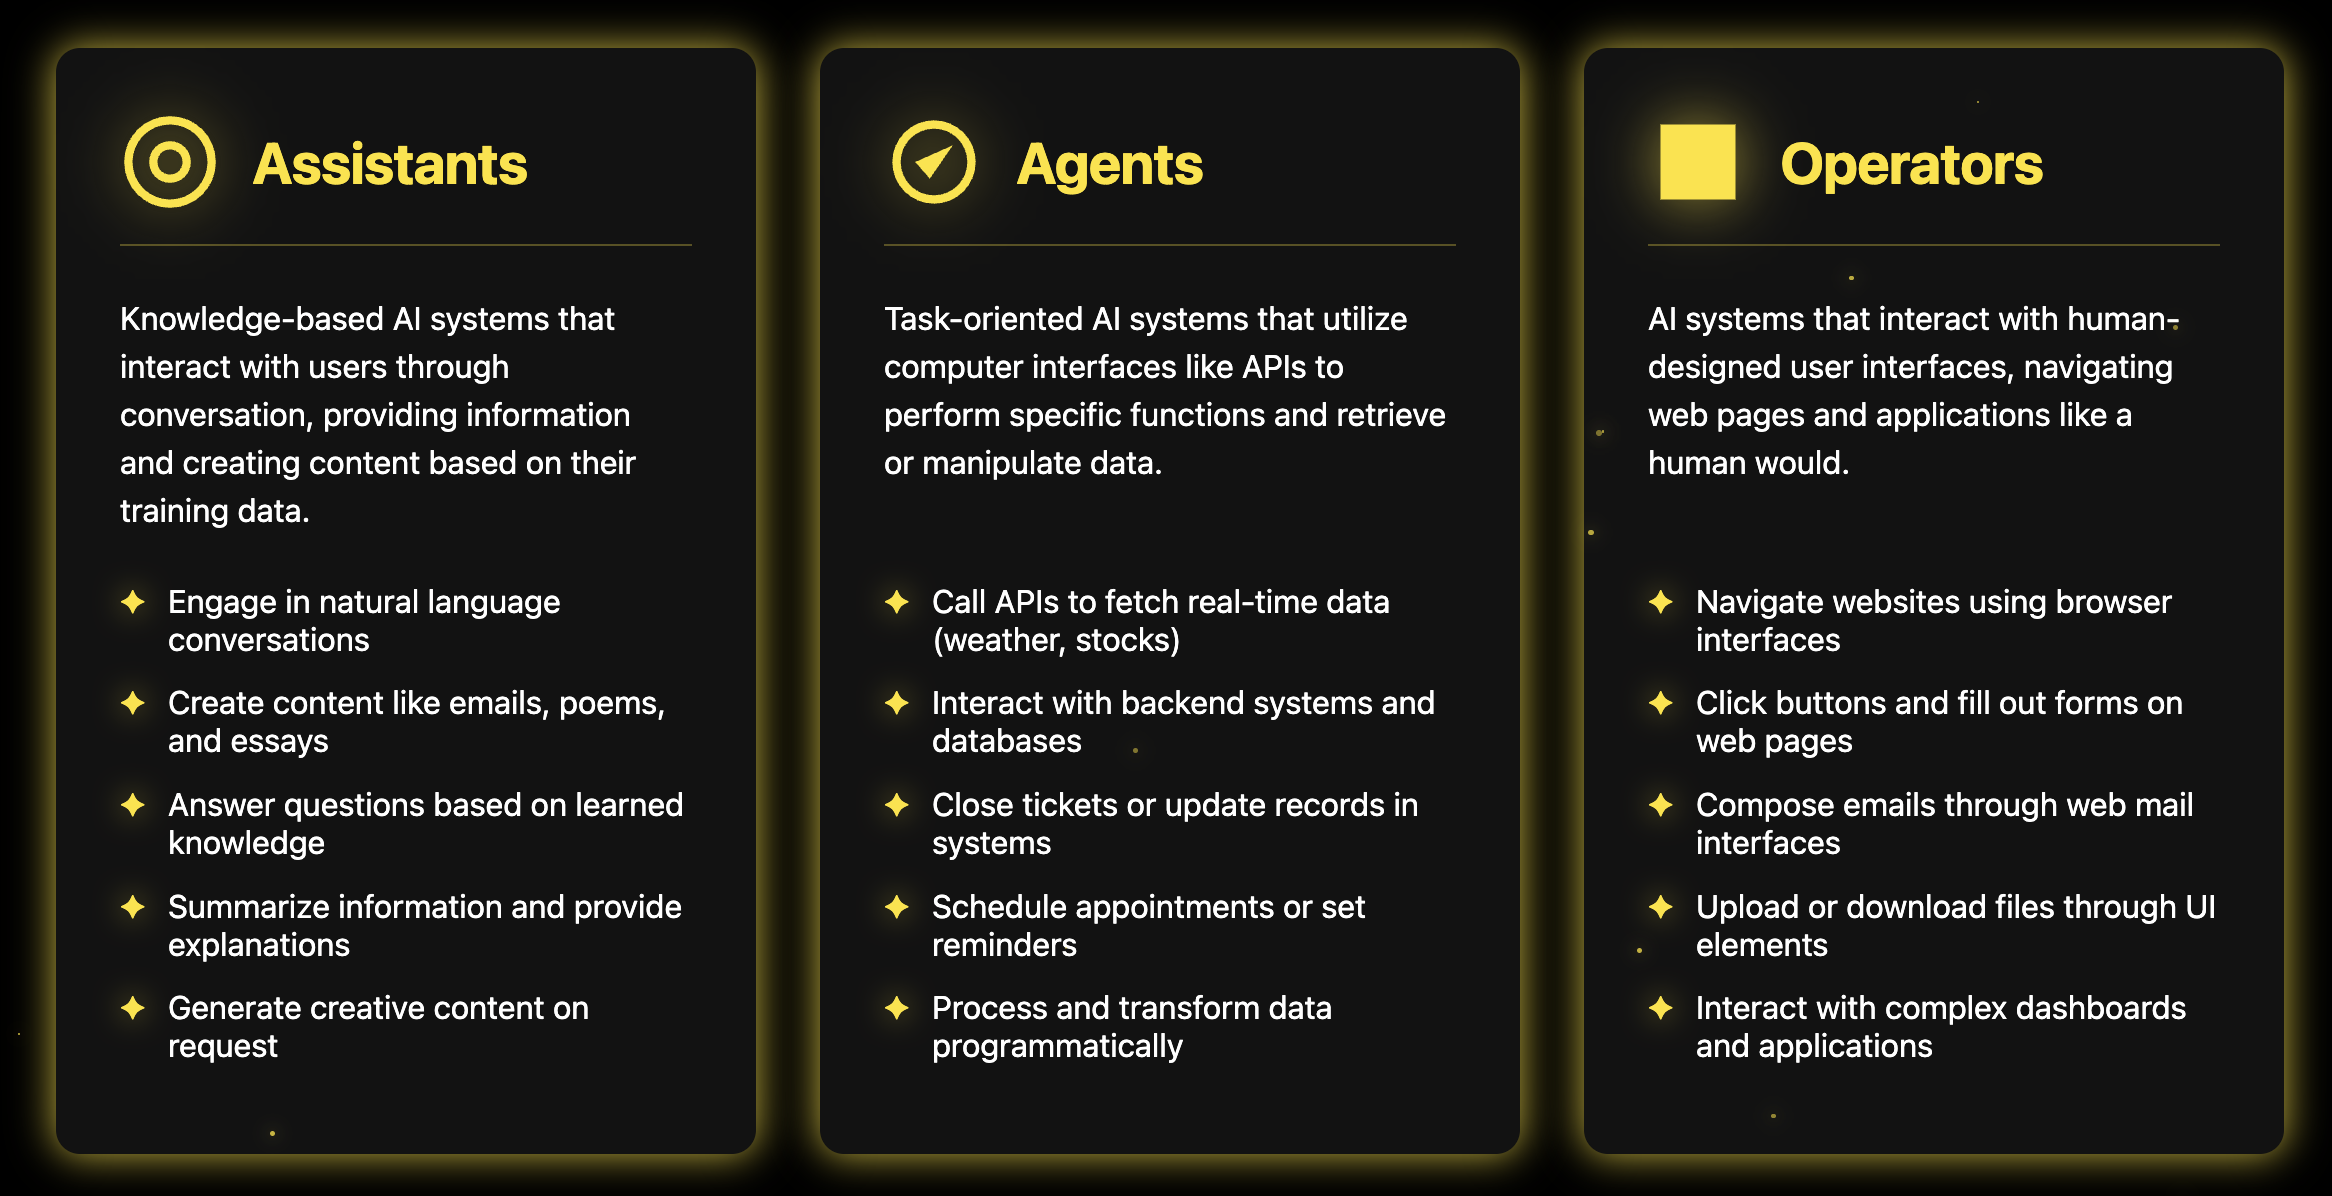 Assistants
Knowledge-based AI systems that
interact with users through
conversation, providing information
and creating content based on their
training data.
Engage in natural language
conversations
Create content like emails, poems,
and essays
Answer questions based on learned
knowledge
Summarize information and provide
explanations
Generate creative content on
request
Agents
Task-oriented AI systems that utilize
computer interfaces like APIs to
perform specific functions and retrieve
or manipulate data.
Call APIs to fetch real-time data
(weather, stocks)
Interact with backend systems and
databases
Close tickets or update records in
systems
Schedule appointments or set
reminders
Process and transform data
programmatically
Operators
AI systems that interact with human-
designed user interfaces, navigating
web pages and applications like a
human would.
Navigate websites using browser
interfaces
Click buttons and fill out forms on
web pages
Compose emails through web mail
interfaces
Upload or download files through UI
elements
Interact with complex dashboards
and applications